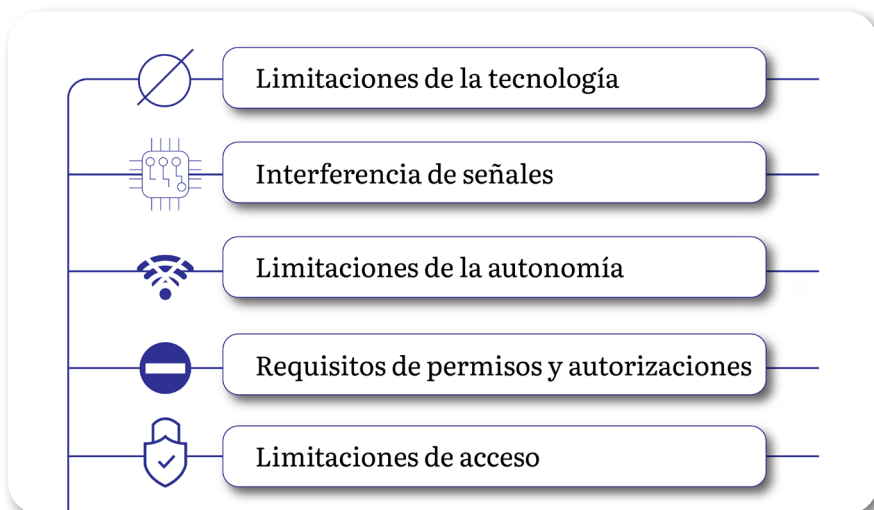 Limitaciones de la tecnología
Interferencia de señales
Limitaciones de la autonomía
Requisitos de permisos y autorizaciones
Limitaciones de acceso